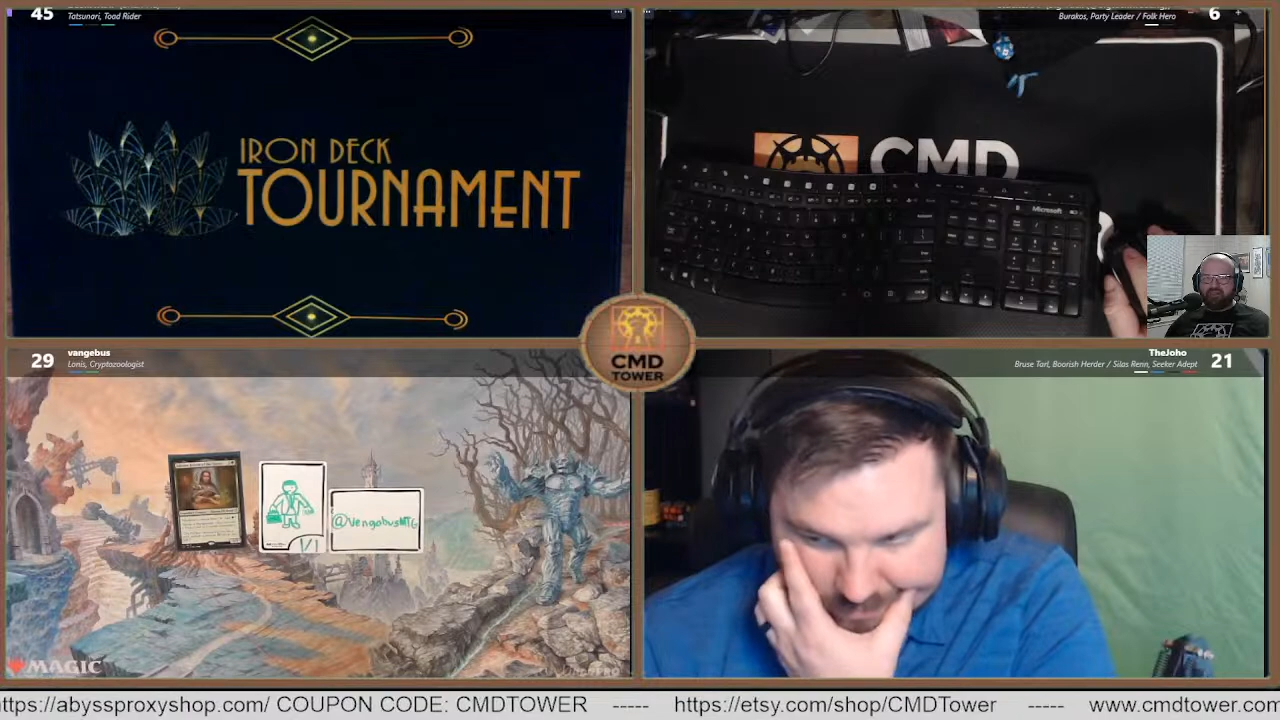 45
Tatsunari, Toad Rider
6
Burakos, Party Leader / Folk Hero
IRON DECK
TOURNAMENT
CMD
Microsoft
29
vangebus
Lonis, Cryptozoologist
CMD
TOWER
TheJoho
Bruse Tarl, Boorish Herder / Silas Renn, Seeker Adept
21
1/1
@VengabusMTG
MAGIC
https://abyssproxyshop.com/ COUPON CODE: CMDTOWER ----- https://etsy.com/shop/CMDTower ----- www.cmdtower.com